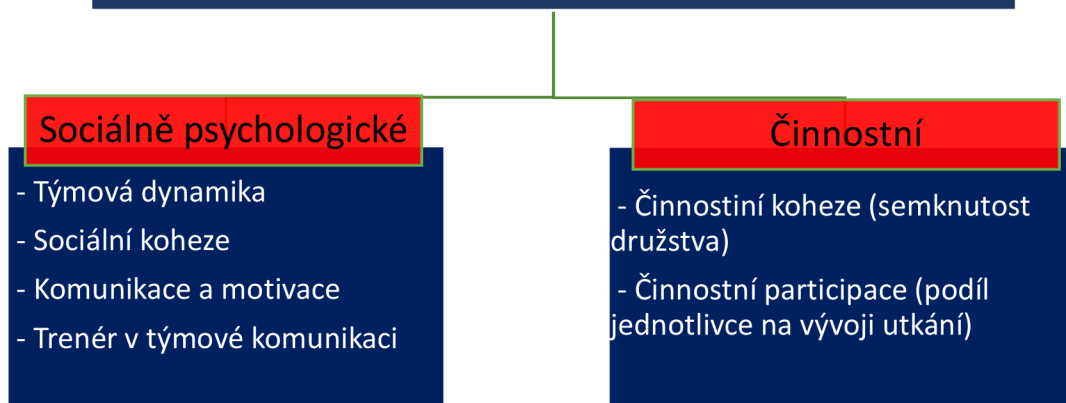 Sociálně psychologické
- Týmová dynamika
- Sociální koheze
- Komunikace a motivace
- Trenér v týmové komunikaci
Činnostní
- Činnostiní koheze (semknutost
družstva)
- Činnostní participace (podíl
jednotlivce na vývoji utkání)